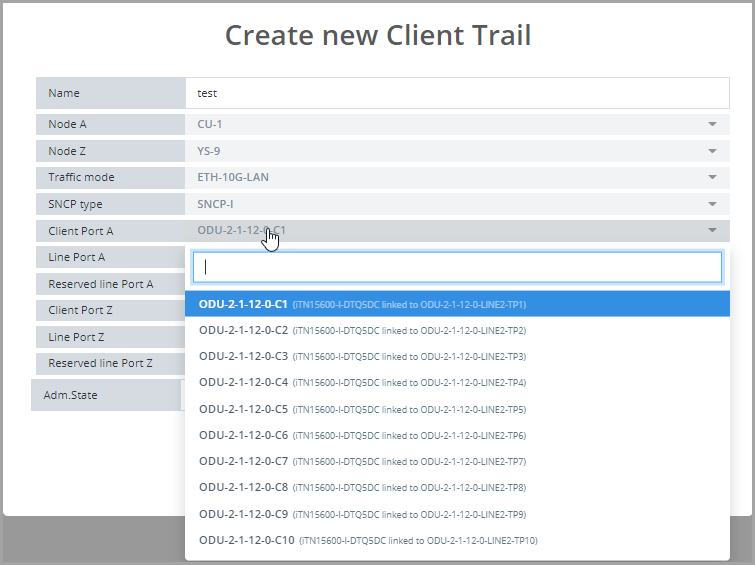 Create new Client Trail
Name test
Node A CU-1
Node Z YS-9
Traffic mode ETH-10G-LAN
SNCP type SNCP-I
Client Port A ODU-2-1-12-0-C1
Line Port A
Reserved line Port A
Client Port Z
Line Port Z
Reserved line Port Z
Adm.State
ODU-2-1-12-0-C1 (iTN15600-I-DTQ5DC linked to ODU-2-1-12-0-LINE2-TP1)
ODU-2-1-12-0-C2 (iTN15600-I-DTQ5DC linked to ODU-2-1-12-0-LINE2-TP2)
ODU-2-1-12-0-C3 (iTN15600-I-DTQ5DC linked to ODU-2-1-12-0-LINE2-TP3)
ODU-2-1-12-0-C4 (iTN15600-I-DTQ5DC linked to ODU-2-1-12-0-LINE2-TP4)
ODU-2-1-12-0-C5 (iTN15600-I-DTQ5DC linked to ODU-2-1-12-0-LINE2-TP5)
ODU-2-1-12-0-C6 (iTN15600-I-DTQ5DC linked to ODU-2-1-12-0-LINE2-TP6)
ODU-2-1-12-0-C7 (iTN15600-I-DTQ5DC linked to ODU-2-1-12-0-LINE2-TP7)
ODU-2-1-12-0-C8 (iTN15600-I-DTQ5DC linked to ODU-2-1-12-0-LINE2-TP8)
ODU-2-1-12-0-C9 (iTN15600-I-DTQ5DC linked to ODU-2-1-12-0-LINE2-TP9)
ODU-2-1-12-0-C10 (iTN15600-I-DTQ5DC linked to ODU-2-1-12-0-LINE2-TP10)